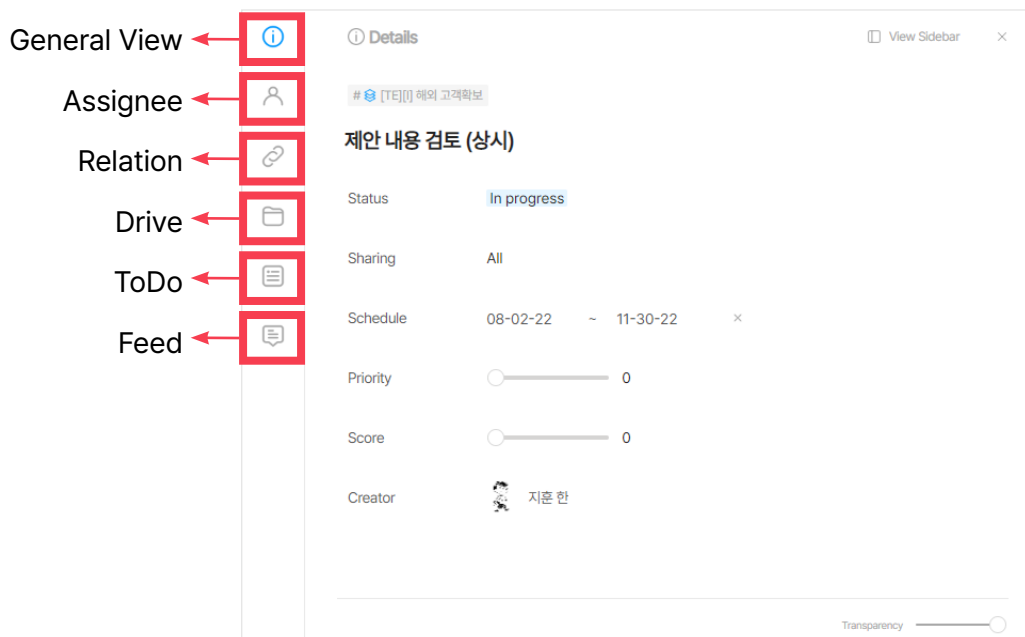 General View
Assignee
Relation
Drive
ToDo
Feed
Details
View Sidebar
# [TE][I] 해외 고객확보
제안 내용 검토 (상시)
Status In progress
Sharing All
Schedule 08-02-22 ~ 11-30-22
Priority 0
Score 0
Creator 지훈 한
Transparency